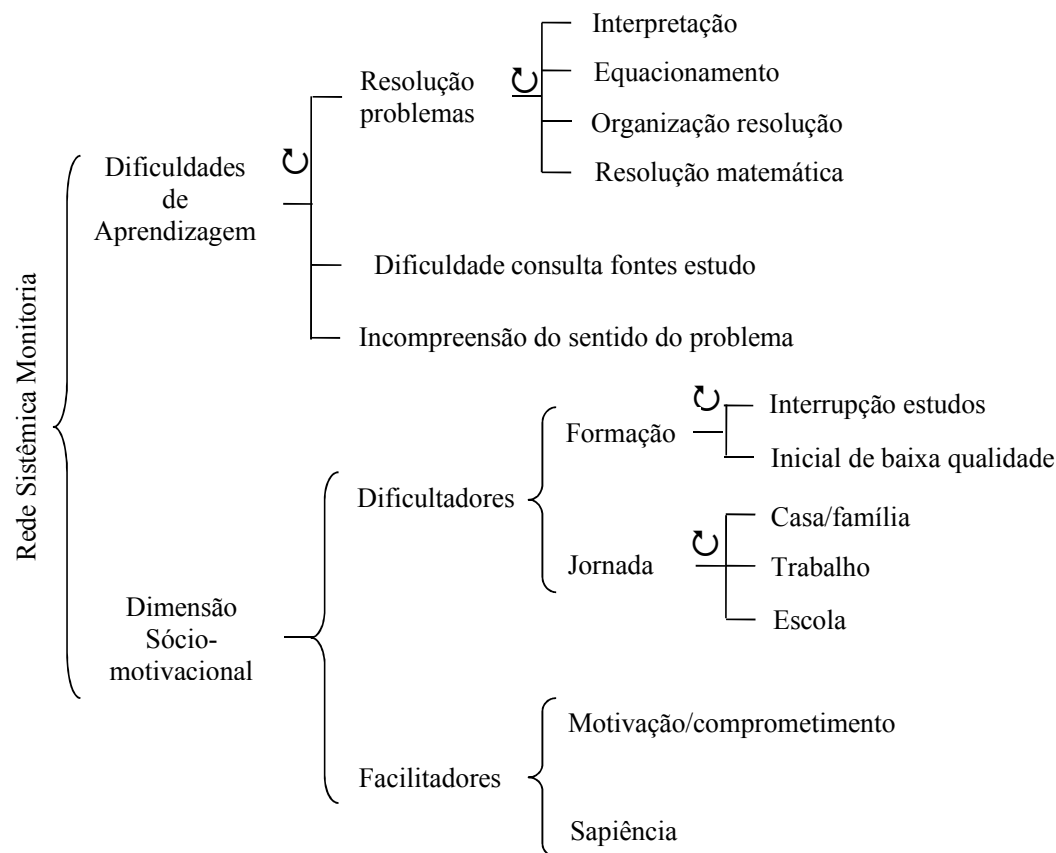 Rede Sistêmica Monitoria
Dificuldades
de
Aprendizagem
Resolução
problemas
Interpretação
Equacionamento
Organização resolução
Resolução matemática
Dificuldade consulta fontes estudo
Incompreensão do sentido do problema
Dimensão
Sócio-
motivacional
Dificultadores
Formação
Interrupção estudos
Inicial de baixa qualidade
Jornada
Casa/família
Trabalho
Escola
Facilitadores
Motivação/comprometimento
Sapiência